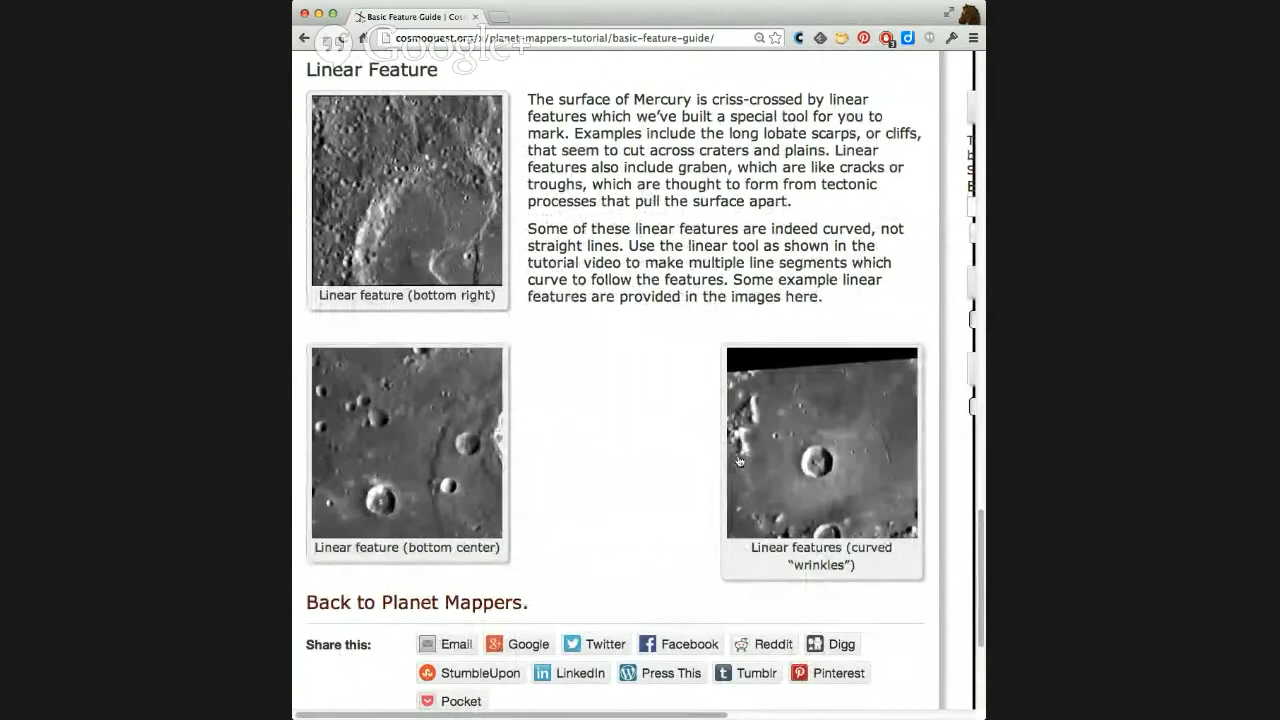 Basic Feature Guide | Cos
cosmoquest.org/x/planet-mappers-tutorial/basic-feature-guide/
Google+
Linear Feature
The surface of Mercury is criss-crossed by linear
features which we’ve built a special tool for you to
mark. Examples include the long lobate scarps, or cliffs,
that seem to cut across craters and plains. Linear
features also include graben, which are like cracks or
troughs, which are thought to form from tectonic
processes that pull the surface apart.
Some of these linear features are indeed curved, not
straight lines. Use the linear tool as shown in the
tutorial video to make multiple line segments which
curve to follow the features. Some example linear
features are provided in the images here.
Linear feature (bottom right)
Linear feature (bottom center)
Linear features (curved
“wrinkles”)
Back to Planet Mappers.
Share this:
Email
Google
Twitter
Facebook
Reddit
Digg
StumbleUpon
LinkedIn
Press This
Tumblr
Pinterest
Pocket